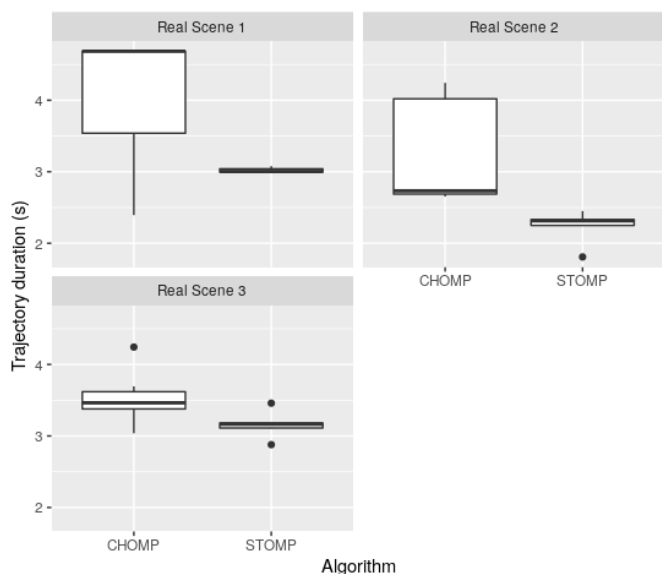 Real Scene 1
Real Scene 2
4
3
2
CHOMP
STOMP
Real Scene 3
4
3
2
CHOMP
STOMP
Trajectory duration (s)
Algorithm